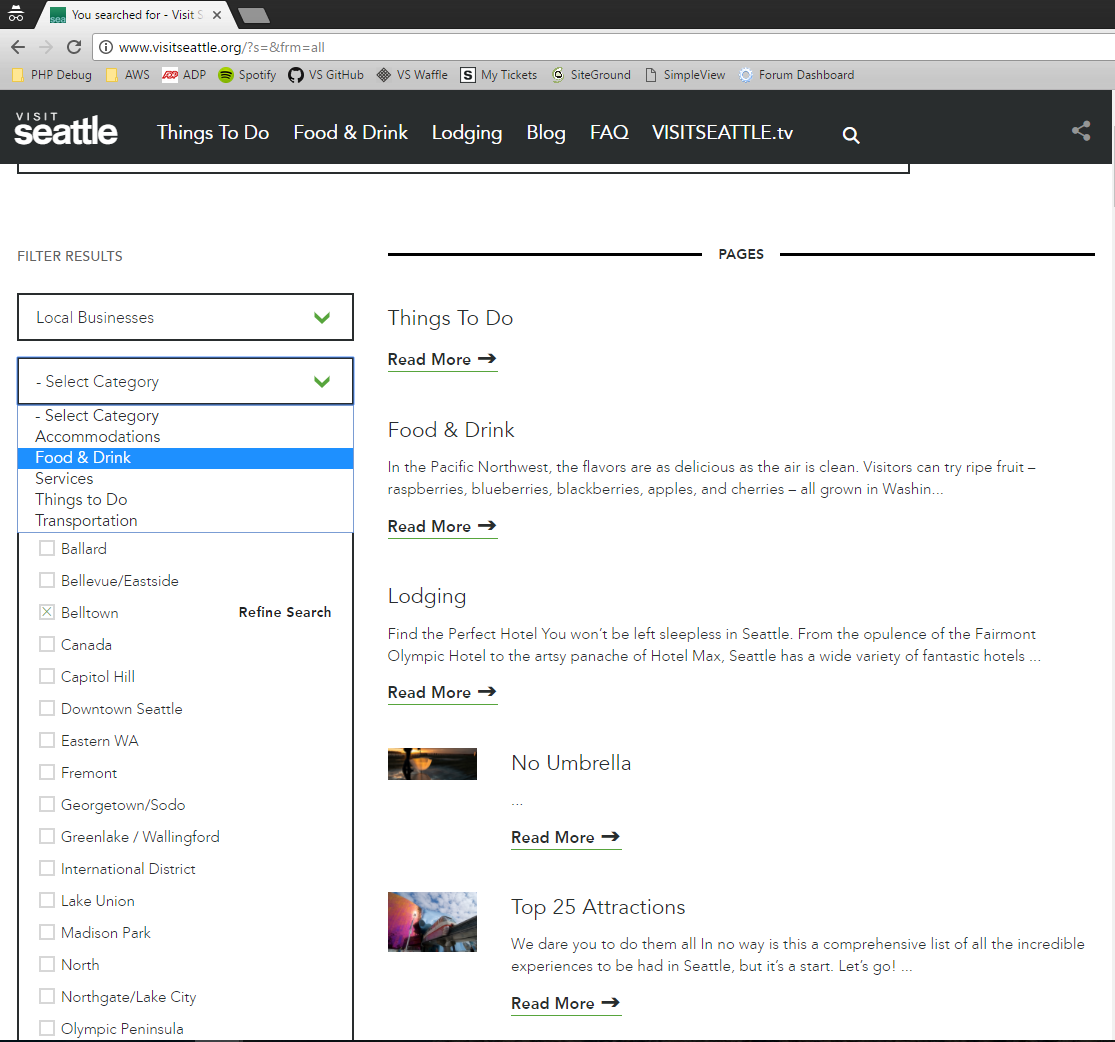 You searched for - Visit S
www.visitseattle.org/?s=&frm=all
PHP Debug AWS ADP Spotify VS GitHub VS Waffle S My Tickets SiteGround SimpleView Forum Dashboard
VISIT
seattle
Things To Do Food & Drink Lodging Blog FAQ VISITSEATTLE.tv
FILTER RESULTS
Local Businesses
- Select Category
- Select Category
Accommodations
Food & Drink
Services
Things to Do
Transportation
Ballard
Bellevue/Eastside
Belltown Refine Search
Canada
Capitol Hill
Downtown Seattle
Eastern WA
Fremont
Georgetown/Sodo
Greenlake / Wallingford
International District
Lake Union
Madison Park
North
Northgate/Lake City
Olympic Peninsula
PAGES
Things To Do
Read More
Food & Drink
In the Pacific Northwest, the flavors are as delicious as the air is clean. Visitors can try ripe fruit –
raspberries, blueberries, blackberries, apples, and cherries – all grown in Washin...
Read More
Lodging
Find the Perfect Hotel You won’t be left sleepless in Seattle. From the opulence of the Fairmont
Olympic Hotel to the artsy panache of Hotel Max, Seattle has a wide variety of fantastic hotels ...
Read More
No Umbrella
...
Read More
Top 25 Attractions
We dare you to do them all In no way is this a comprehensive list of all the incredible
experiences to be had in Seattle, but it’s a start. Let’s go! ...
Read More